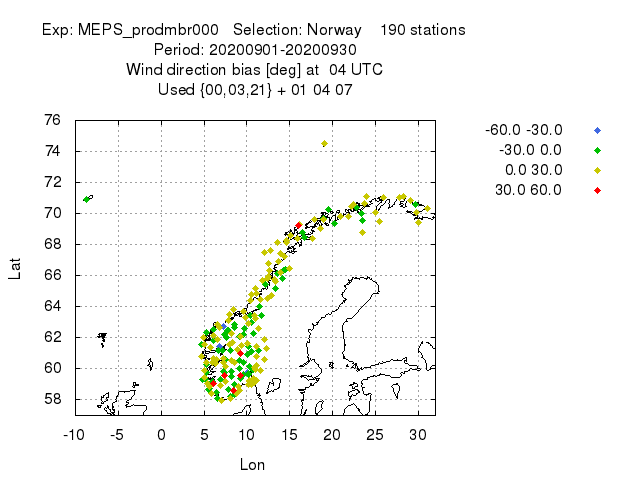 Exp: MEPS_prodmbr000 Selection: Norway 190 stations
Period: 20200901-20200930
Wind direction bias [deg] at 04 UTC
Used {00,03,21} + 01 04 07
-60.0 -30.0
-30.0 0.0
0.0 30.0
30.0 60.0
76
74
72
70
68
66
64
62
60
58
Lat
-10 -5 0 5 10 15 20 25 30
Lon